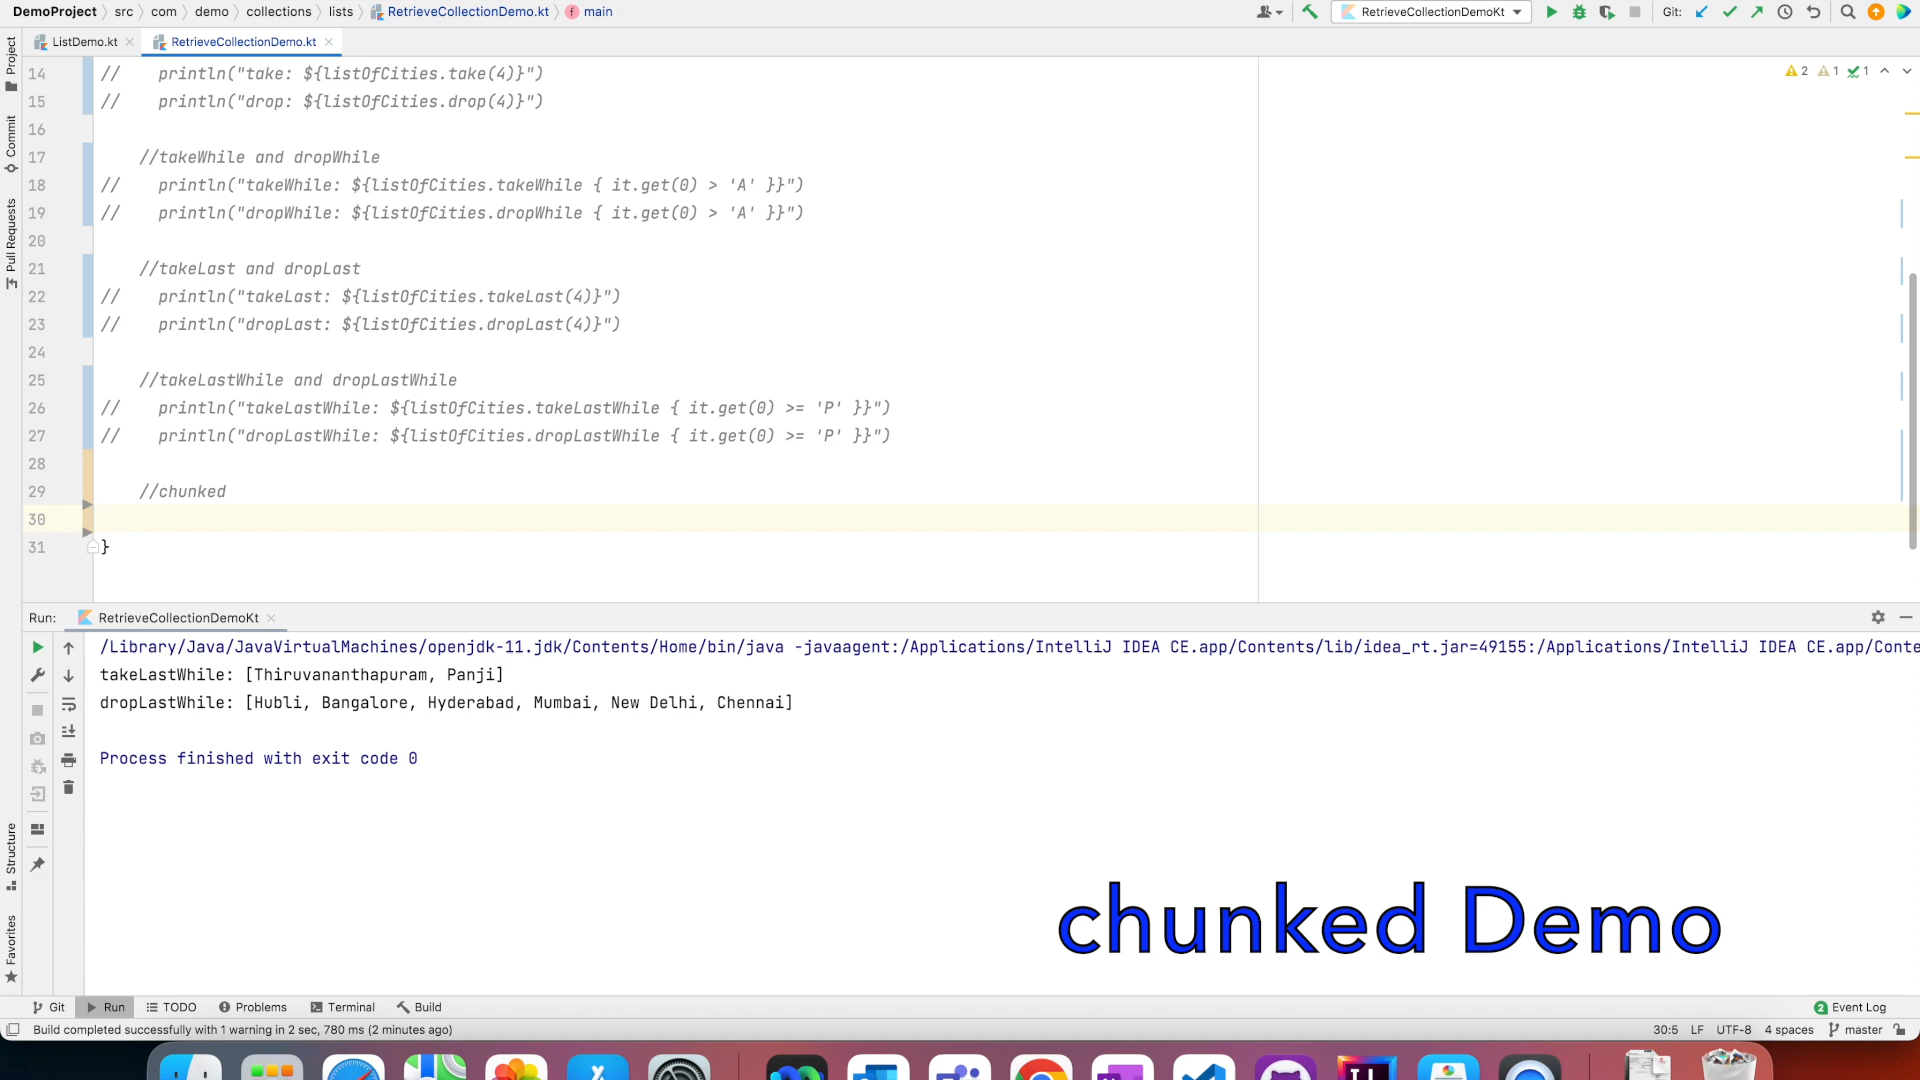 DemoProject src com demo collections lists RetrieveCollectionDemo.kt f main RetrieveCollectionDemoKt Git:
ListDemo.kt RetrieveCollectionDemo.kt
Project
Commit
Pull Requests
Structure
Favorites
2 1 1
14 // println("take: ${listOfCities.take(4)}")
15 // println("drop: ${listOfCities.drop(4)}")
16
17 //takeWhile and dropWhile
18 // println("takeWhile: ${listOfCities.takeWhile { it.get(0) > 'A' }}")
19 // println("dropWhile: ${listOfCities.dropWhile { it.get(0) > 'A' }}")
20
21 //takeLast and dropLast
22 // println("takeLast: ${listOfCities.takeLast(4)}")
23 // println("dropLast: ${listOfCities.dropLast(4)}")
24
25 //takeLastWhile and dropLastWhile
26 // println("takeLastWhile: ${listOfCities.takeLastWhile { it.get(0) >= 'P' }}")
27 // println("dropLastWhile: ${listOfCities.dropLastWhile { it.get(0) >= 'P' }}")
28
29 //chunked
30
31 }
Run: RetrieveCollectionDemoKt
/Library/Java/JavaVirtualMachines/openjdk-11.jdk/Contents/Home/bin/java -javaagent:/Applications/IntelliJ IDEA CE.app/Contents/lib/idea_rt.jar=49155:/Applications/IntelliJ IDEA CE.app/Conte
takeLastWhile: [Thiruvananthapuram, Panji]
dropLastWhile: [Hubli, Bangalore, Hyderabad, Mumbai, New Delhi, Chennai]
Process finished with exit code 0
chunked Demo
Git Run TODO Problems Terminal Build 2 Event Log
Build completed successfully with 1 warning in 2 sec, 780 ms (2 minutes ago) 30:5 LF UTF-8 4 spaces master